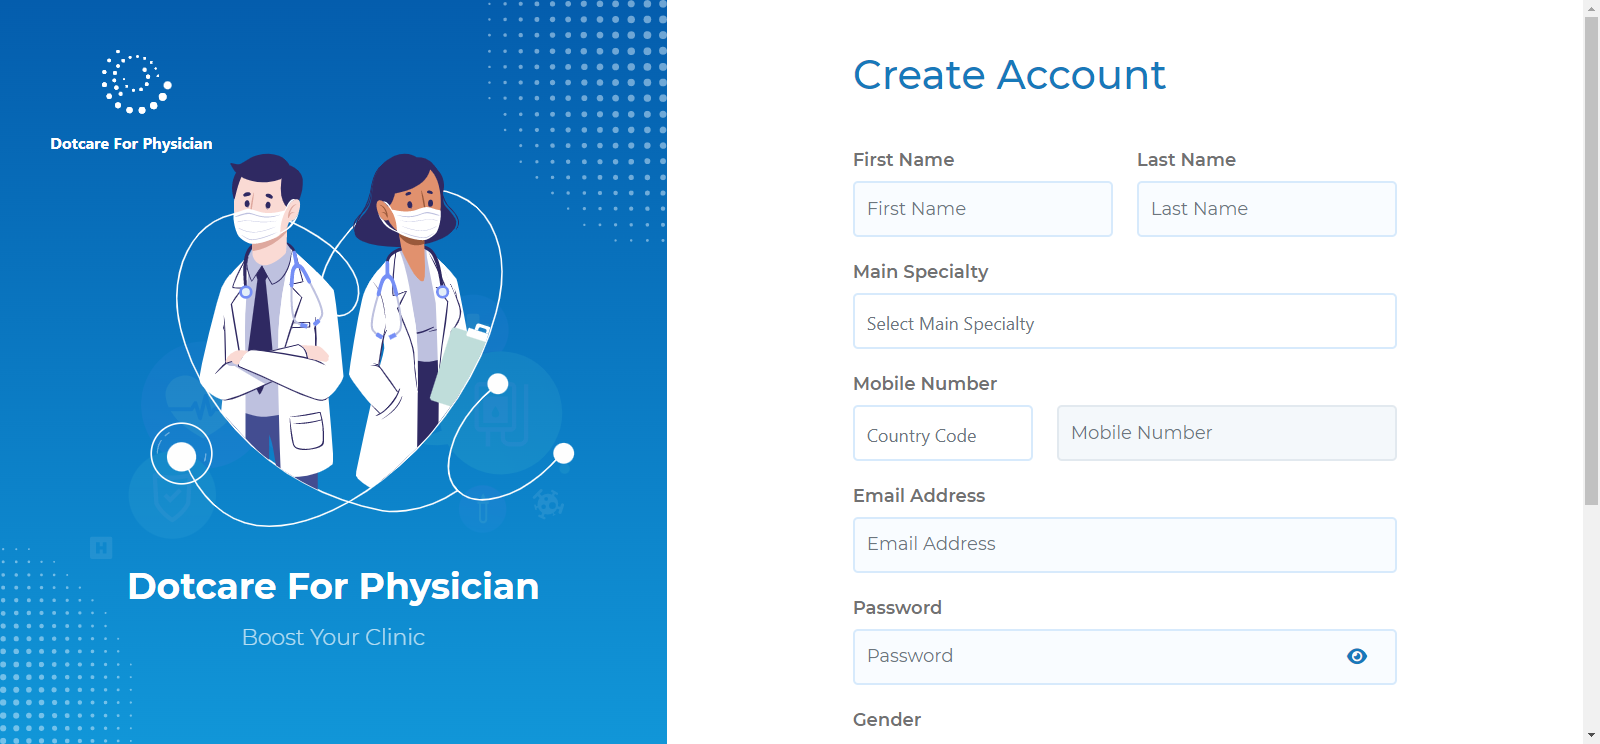 Dotcare For Physician
Dotcare For Physician
Boost Your Clinic
Create Account
First Name
Last Name
First Name
Last Name
Main Specialty
Select Main Specialty
Mobile Number
Country Code
Mobile Number
Email Address
Email Address
Password
Password
Gender